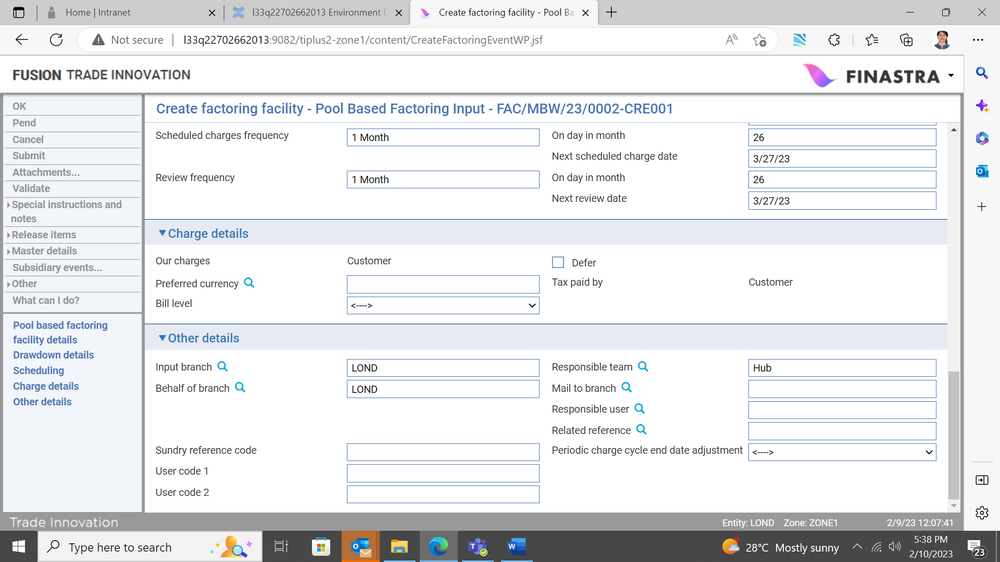 Home | Intranet
l33q22702662013 Environment D
Create factoring facility - Pool Ba
Not secure
l33q22702662013:9082/tiplus2-zone1/content/CreateFactoringEventWP.jsf
FUSION TRADE INNOVATION
FINASTRA
OK
Pend
Cancel
Submit
Attachments...
Validate
Special instructions and
notes
Release items
Master details
Subsidiary events...
Other
What can I do?
Pool based factoring
facility details
Drawdown details
Scheduling
Charge details
Other details
Create factoring facility - Pool Based Factoring Input - FAC/MBW/23/0002-CRE001
Scheduled charges frequency 1 Month On day in month 26
Next scheduled charge date 3/27/23
Review frequency 1 Month On day in month 26
Next review date 3/27/23
Charge details
Our charges Customer Defer
Preferred currency Tax paid by Customer
Bill level <---->
Other details
Input branch LOND Responsible team Hub
Behalf of branch LOND Mail to branch
Responsible user
Related reference
Sundry reference code Periodic charge cycle end date adjustment <---->
User code 1
User code 2
Trade Innovation Entity: LOND Zone: ZONE1 2/9/23 12:07:41
Type here to search
28°C Mostly sunny
5:38 PM
2/10/2023
23